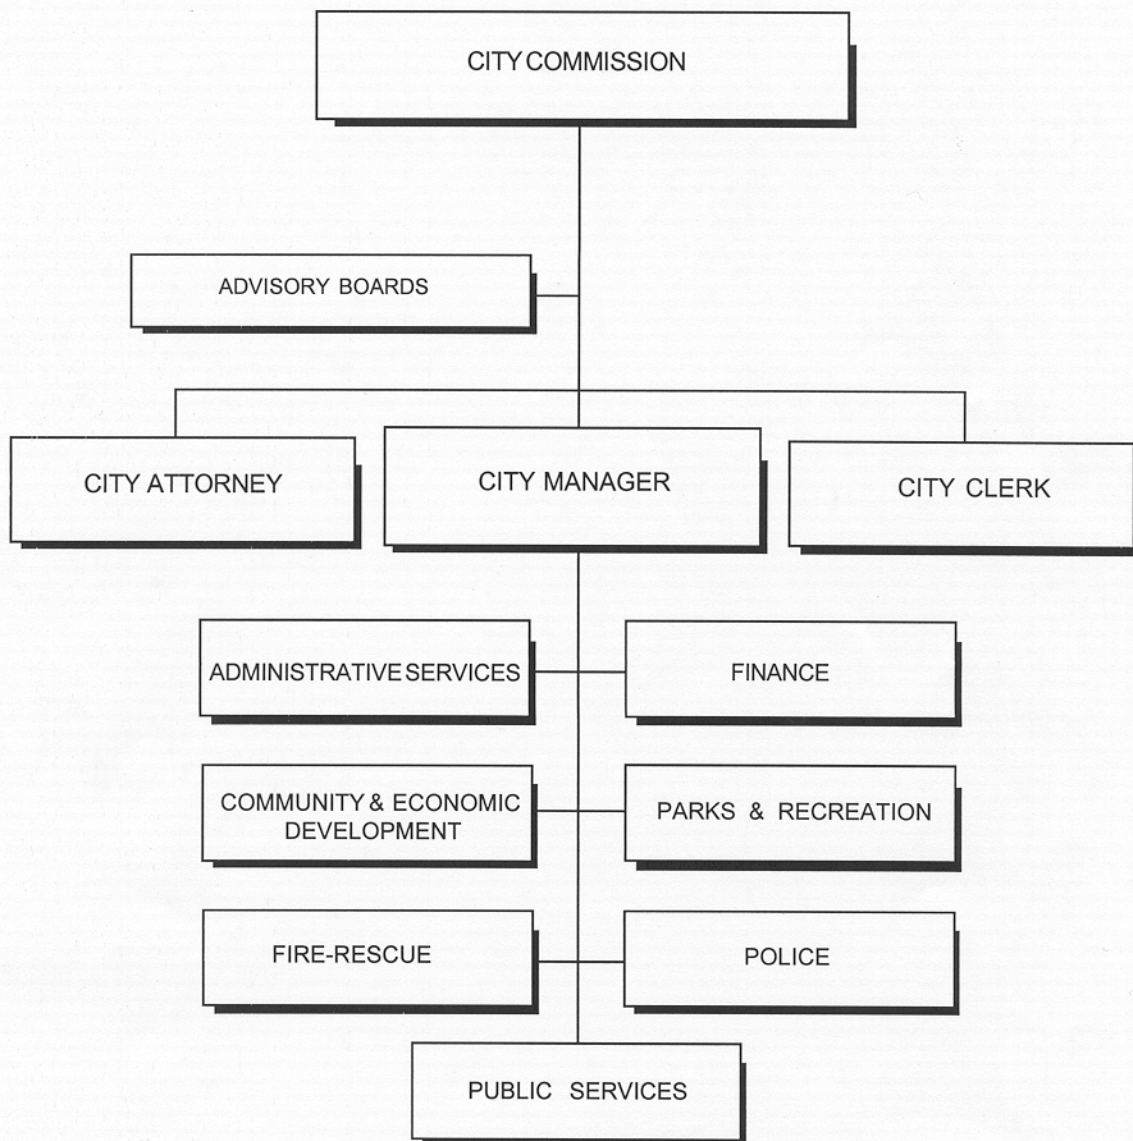 CITY COMMISSION
ADVISORY BOARDS
CITY ATTORNEY
CITY MANAGER
CITY CLERK
ADMINISTRATIVE SERVICES
FINANCE
COMMUNITY & ECONOMIC
DEVELOPMENT
PARKS & RECREATION
FIRE-RESCUE
POLICE
PUBLIC SERVICES